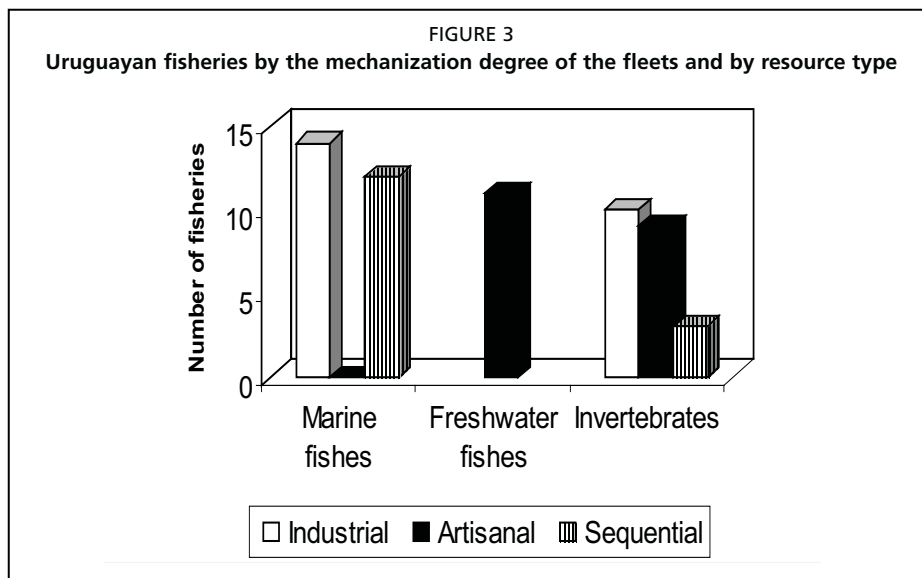 FIGURE 3
Uruguayan fisheries by the mechanization degree of the fleets and by resource type
Number of fisheries
15
10
5
0
Marine fishes
Freshwater fishes
Invertebrates
Industrial
Artisanal
Sequential